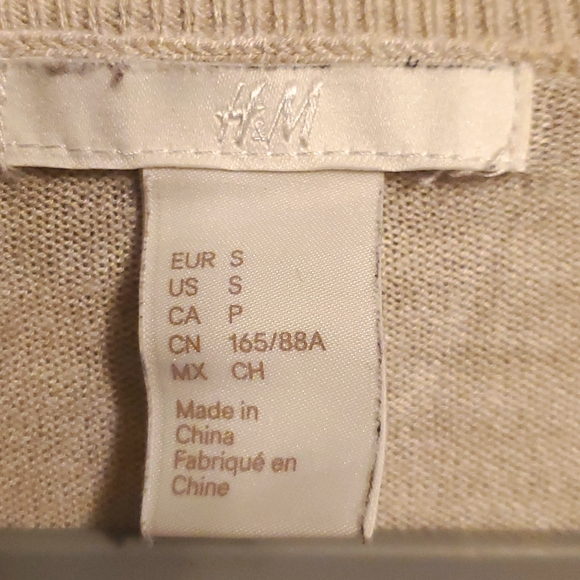 H&M
EUR S
US S
CA P
CN 165/88A
MX CH
Made in
China
Fabriqué en
Chine